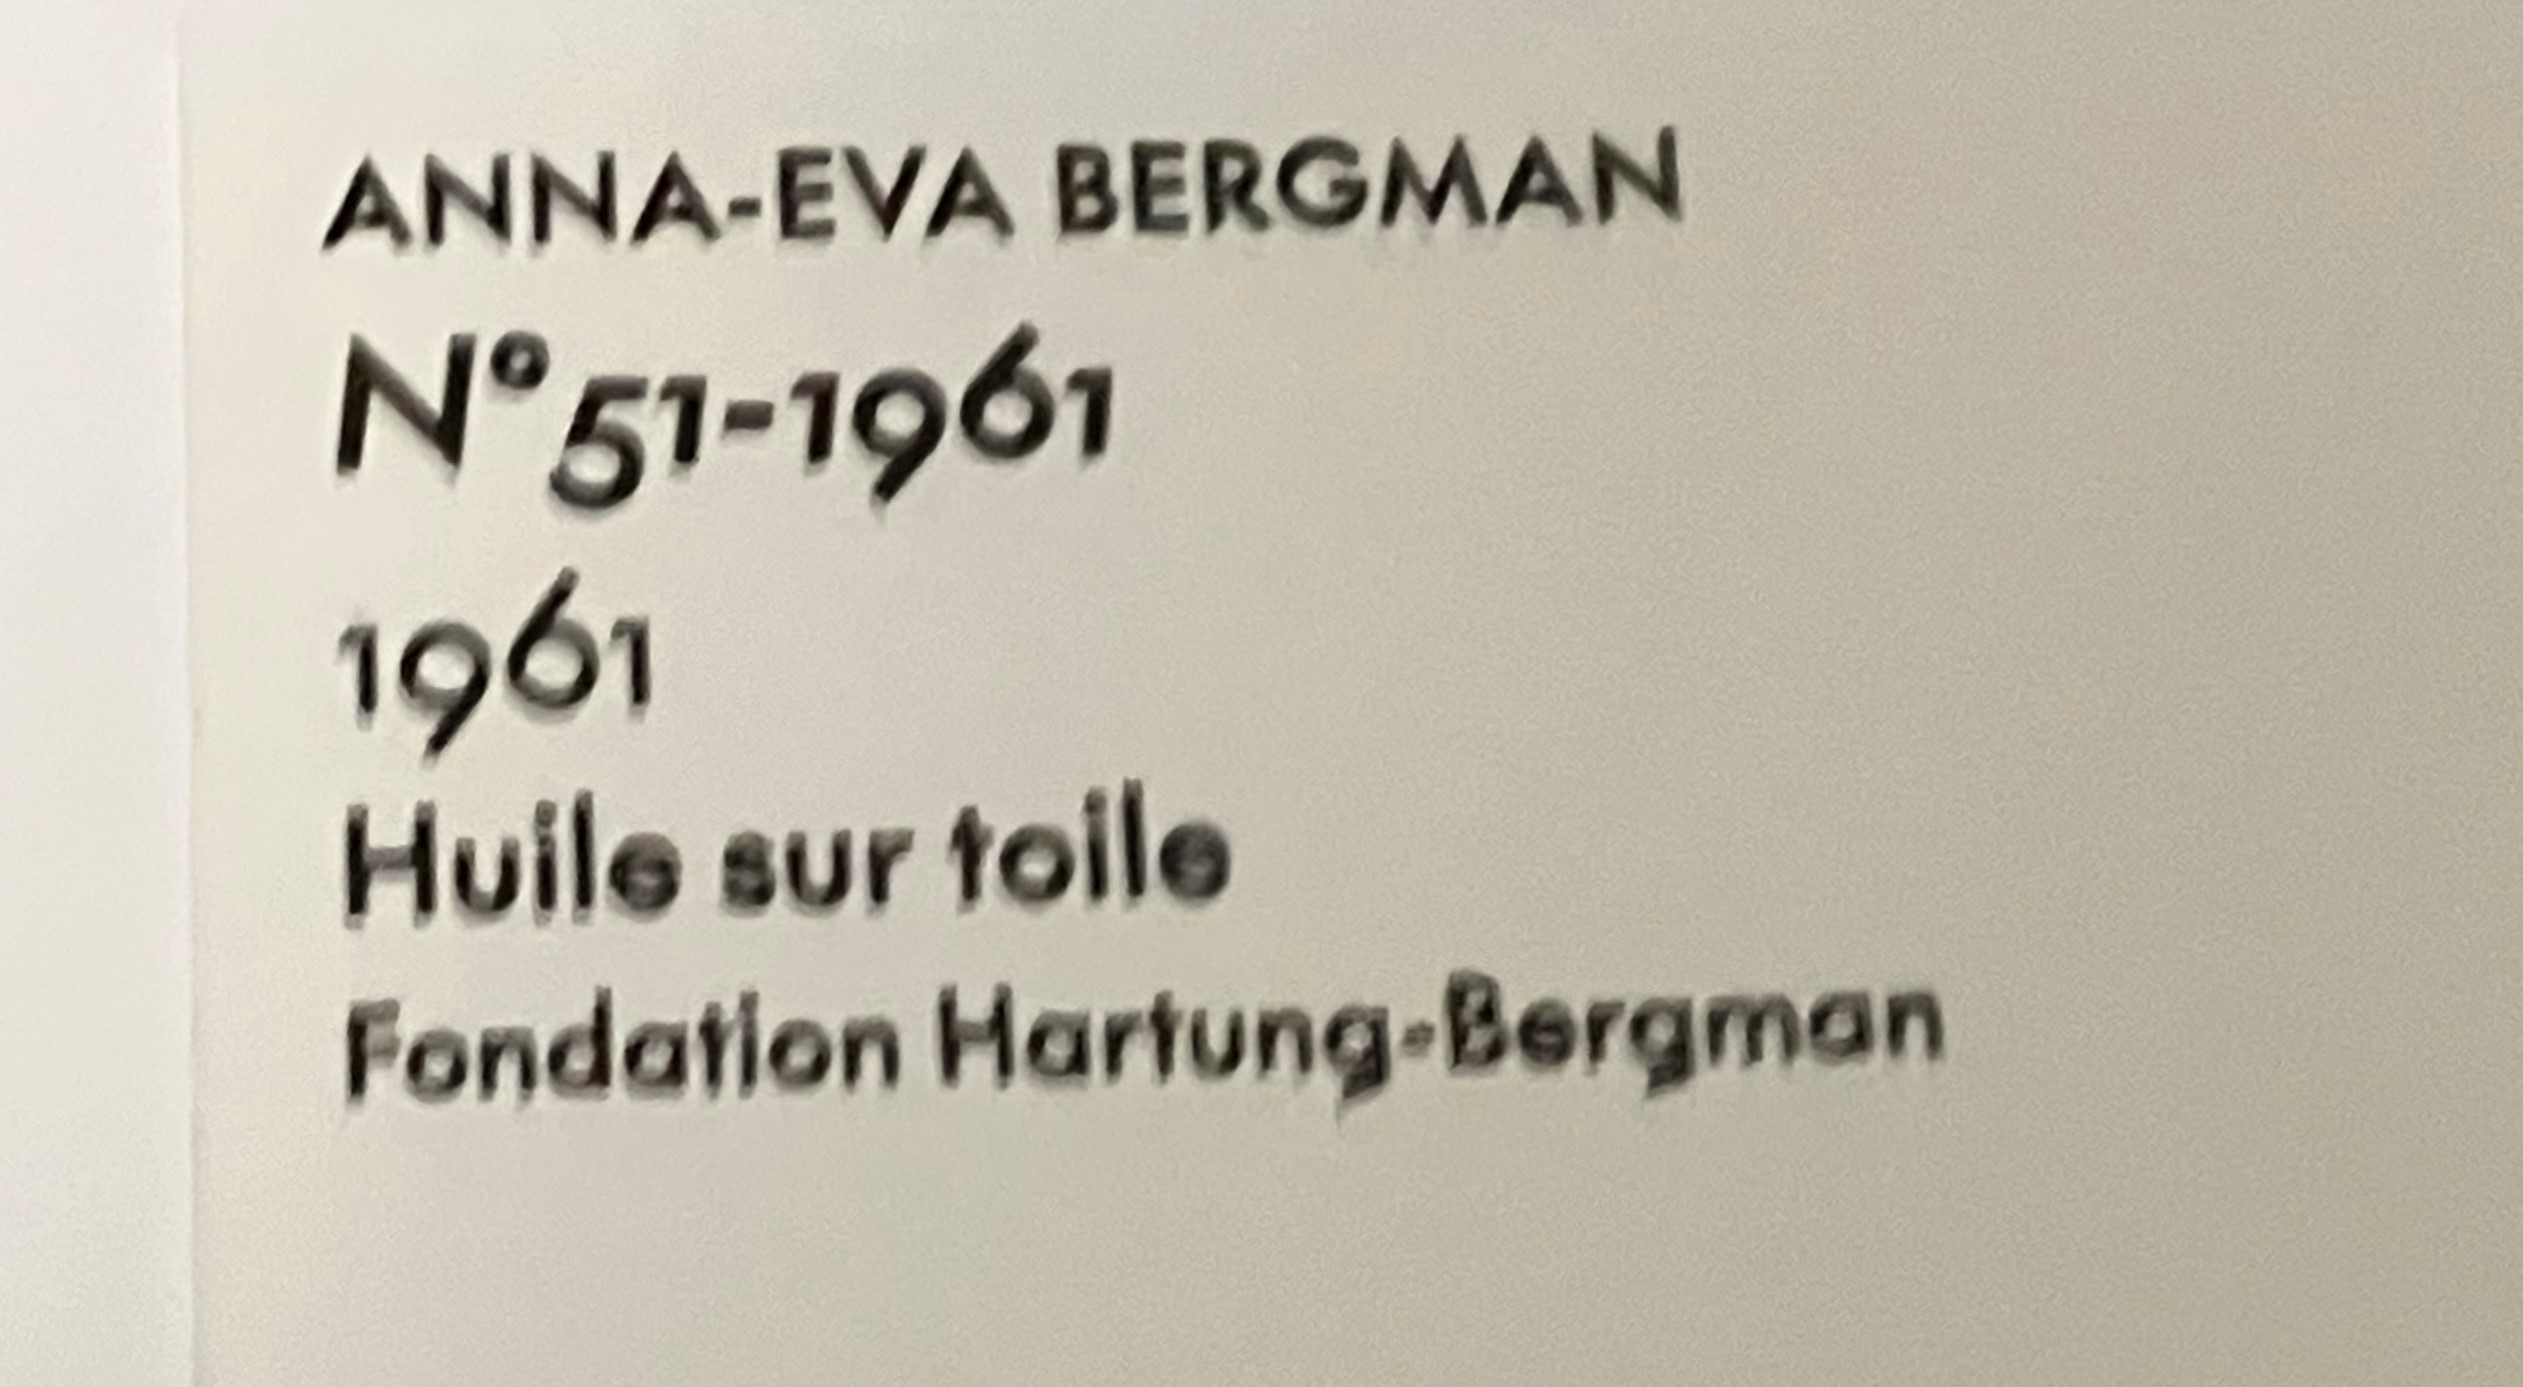 ANNA-EVA BERGMAN
N°51-1961
1961
Huile sur toile
Fondation Hartung-Bergman